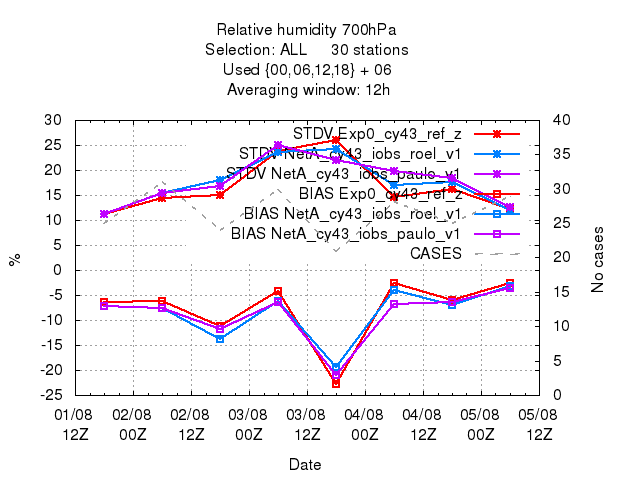 Relative humidity 700hPa
Selection: ALL 30 stations
Used {00,06,12,18} + 06
Averaging window: 12h
30 40
25 35
20 30
15 25
10 20
5 15
0 10
-5 5
-10 0
-15
-20
-25
STDV Exp0_cy43_ref_z
STDV NetA_cy43_iobs_roel_v1
STDV NetA_cy43_iobs_paulo_v1
BIAS Exp0_cy43_ref_z
BIAS NetA_cy43_iobs_roel_v1
BIAS NetA_cy43_iobs_paulo_v1
CASES
%
No cases
01/08 02/08 02/08 03/08 03/08 04/08 04/08 05/08 05/08
12Z 00Z 12Z 00Z 12Z 00Z 12Z 00Z 12Z
Date